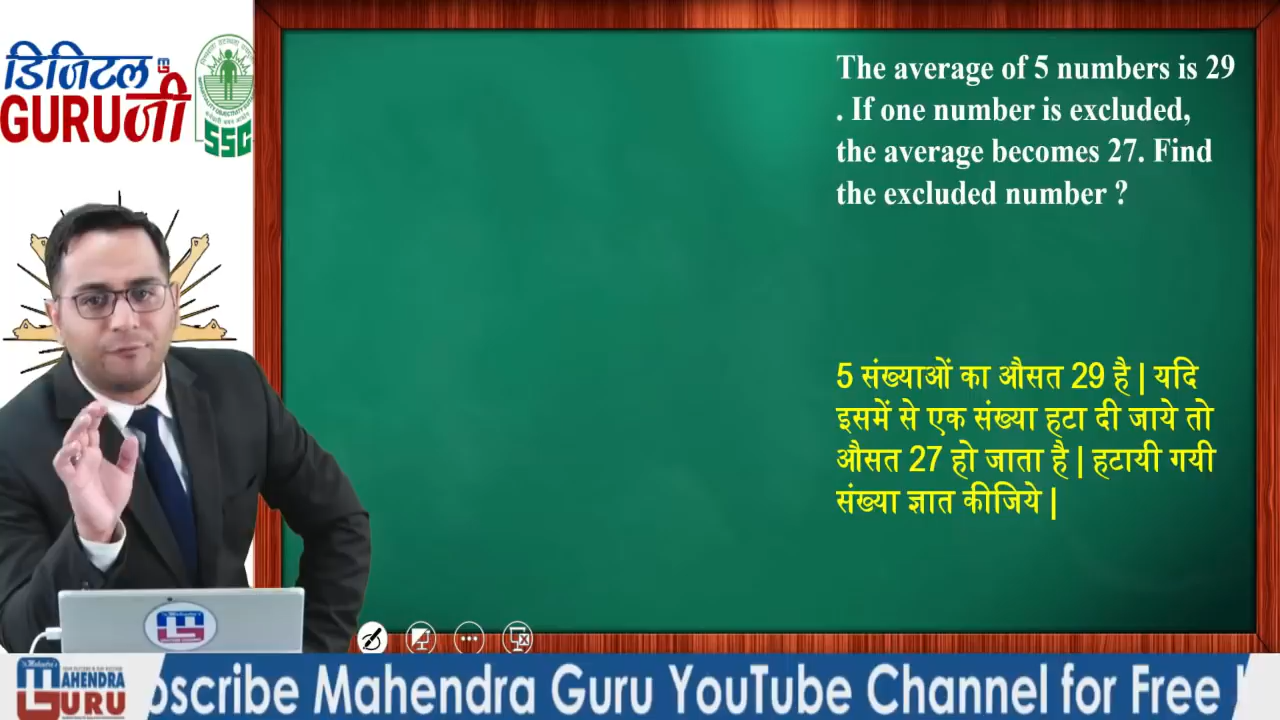 डिजिटल
GURUजी
SSC
The average of 5 numbers is 29
. If one number is excluded,
the average becomes 27. Find
the excluded number ?
5 संख्याओं का औसत 29 है | यदि
इसमें से एक संख्या हटा दी जाये तो
औसत 27 हो जाता है | हटायी गयी
संख्या ज्ञात कीजिये |
MAHENDRA
GURU
bscribe Mahendra Guru YouTube Channel for Free